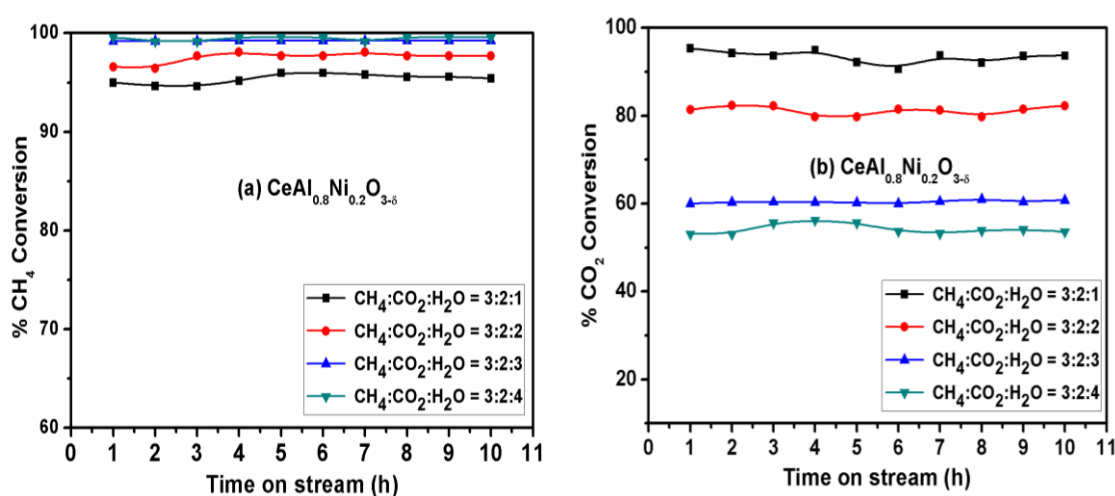 100
90
80
70
60
% CH4 Conversion
(a) CeAl0.8Ni0.2O3-δ
CH4:CO2:H2O = 3:2:1
CH4:CO2:H2O = 3:2:2
CH4:CO2:H2O = 3:2:3
CH4:CO2:H2O = 3:2:4
0 1 2 3 4 5 6 7 8 9 10 11
Time on stream (h)
100
80
60
40
20
% CO2 Conversion
(b) CeAl0.8Ni0.2O3-δ
CH4:CO2:H2O = 3:2:1
CH4:CO2:H2O = 3:2:2
CH4:CO2:H2O = 3:2:3
CH4:CO2:H2O = 3:2:4
0 1 2 3 4 5 6 7 8 9 10 11
Time on stream (h)